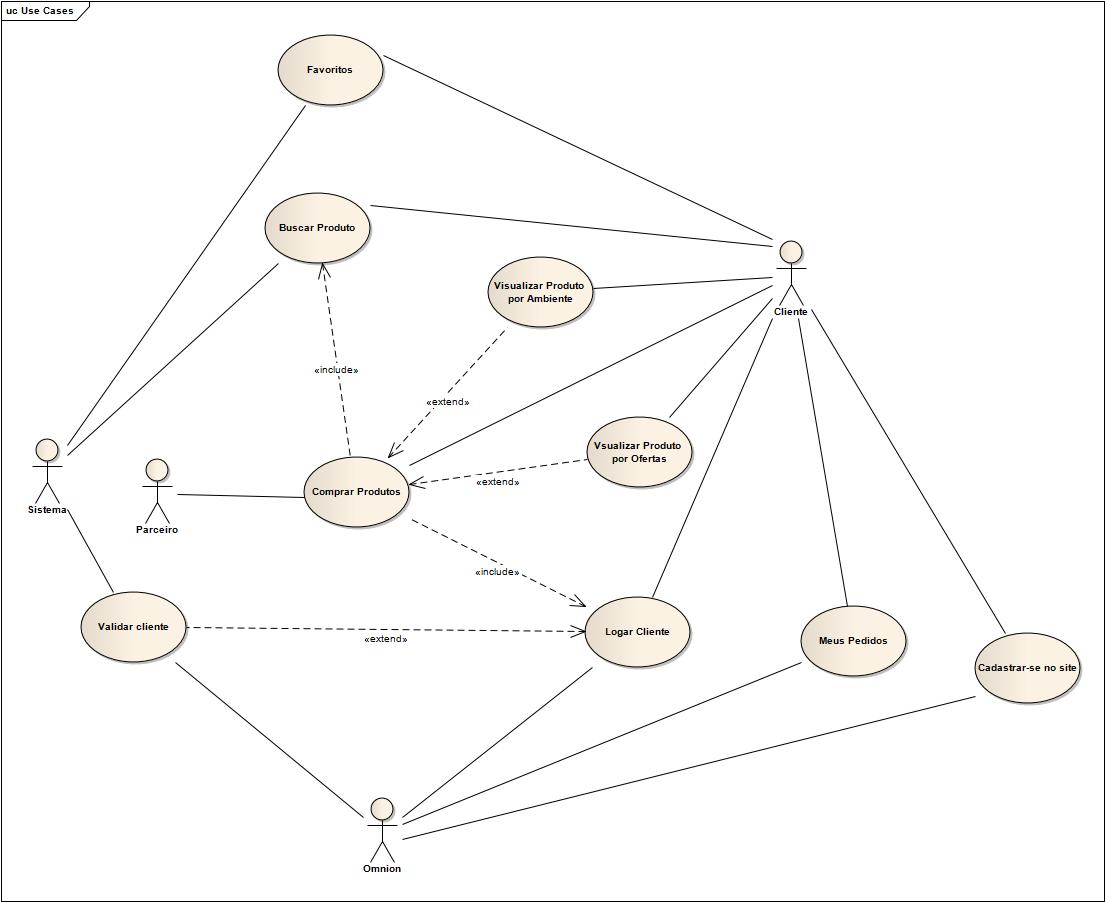 uc Use Cases
Favoritos
Buscar Produto
Visualizar Produto
por Ambiente
Cliente
«include»
«extend»
Vsualizar Produto
por Ofertas
«extend»
Comprar Produtos
Sistema
Parceiro
«include»
Validar cliente
«extend»
Logar Cliente
Meus Pedidos
Cadastrar-se no site
Omnion